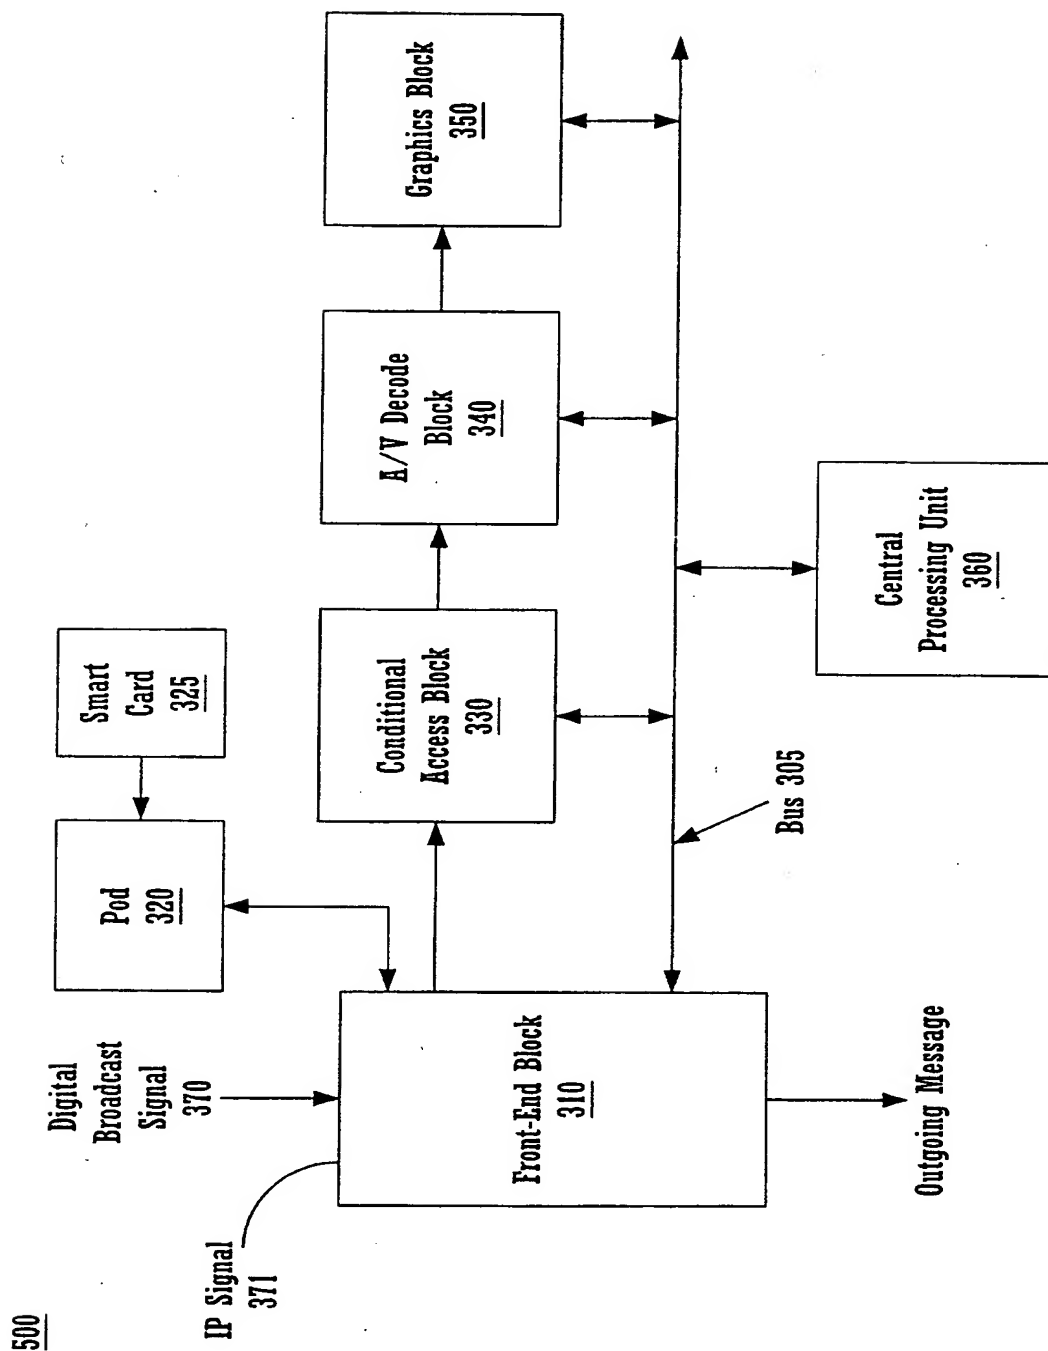 500
IP Signal
371
Digital
Broadcast
Signal
370
Pod
320
Smart
Card
325
Front-End Block
310
Conditional
Access Block
330
A/V Decode
Block
340
Graphics Block
350
Bus 305
Central
Processing Unit
360
Outgoing Message